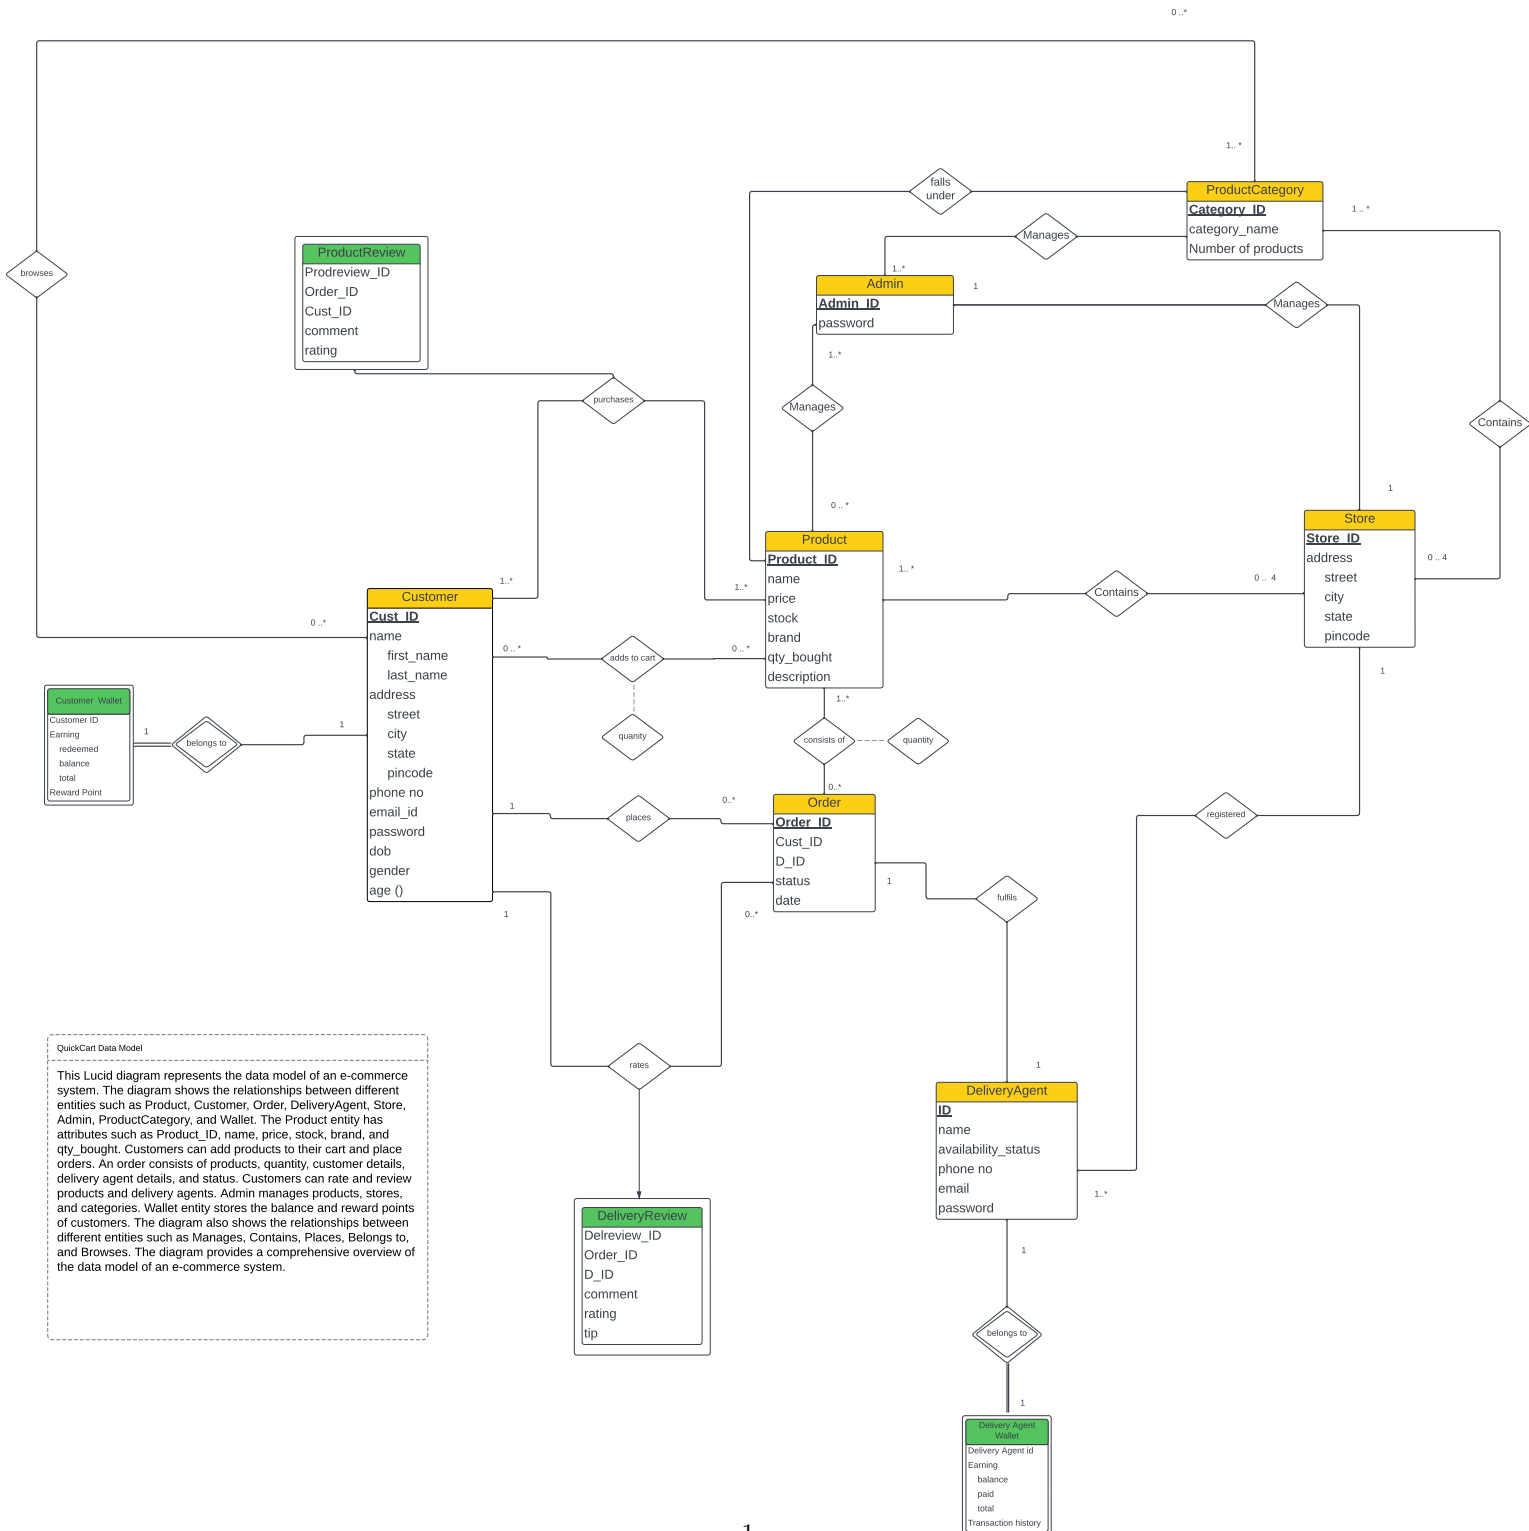 0 ..*
1.. *
falls
under
ProductCategory
Category_ID
category_name
Number of products
1 .. *
Manages
browses
ProductReview
Prodreview_ID
Order_ID
Cust_ID
comment
rating
1..*
Admin
Admin_ID
password
1
Manages
1..*
purchases
Manages
Contains
1
0 .. *
Product
Product_ID
name
price
stock
brand
qty_bought
description
Store
Store_ID
address
street
city
state
pincode
0 .. 4
1.. *
Contains
0 ..  4
1..*
1..*
Customer
Cust_ID
name
first_name
last_name
address
street
city
state
pincode
phone no
email_id
password
dob
gender
age ()
0 ..*
0 .. *
adds to cart
0 .. *
quanity
1
1..*
consists of
quantity
0..*
Customer  Wallet
Customer ID
Earning
redeemed
balance
total
Reward Point
1
belongs to
1
1
places
0..*
Order
Order_ID
Cust_ID
D_ID
status
date
registered
1
fulfils
1
0..*
rates
1
DeliveryAgent
ID
name
availability_status
phone no
email
password
1..*
QuickCart Data Model
This Lucid diagram represents the data model of an e-commerce
system. The diagram shows the relationships between different
entities such as Product, Customer, Order, DeliveryAgent, Store,
Admin, ProductCategory, and Wallet. The Product entity has
attributes such as Product_ID, name, price, stock, brand, and
qty_bought. Customers can add products to their cart and place
orders. An order consists of products, quantity, customer details,
delivery agent details, and status. Customers can rate and review
products and delivery agents. Admin manages products, stores,
and categories. Wallet entity stores the balance and reward points
of customers. The diagram also shows the relationships between
different entities such as Manages, Contains, Places, Belongs to,
and Browses. The diagram provides a comprehensive overview of
the data model of an e-commerce system.
DeliveryReview
Delreview_ID
Order_ID
D_ID
comment
rating
tip
1
belongs to
1
Delivery Agent
Wallet
Delivery Agent id
Earning
balance
paid
total
Transaction history